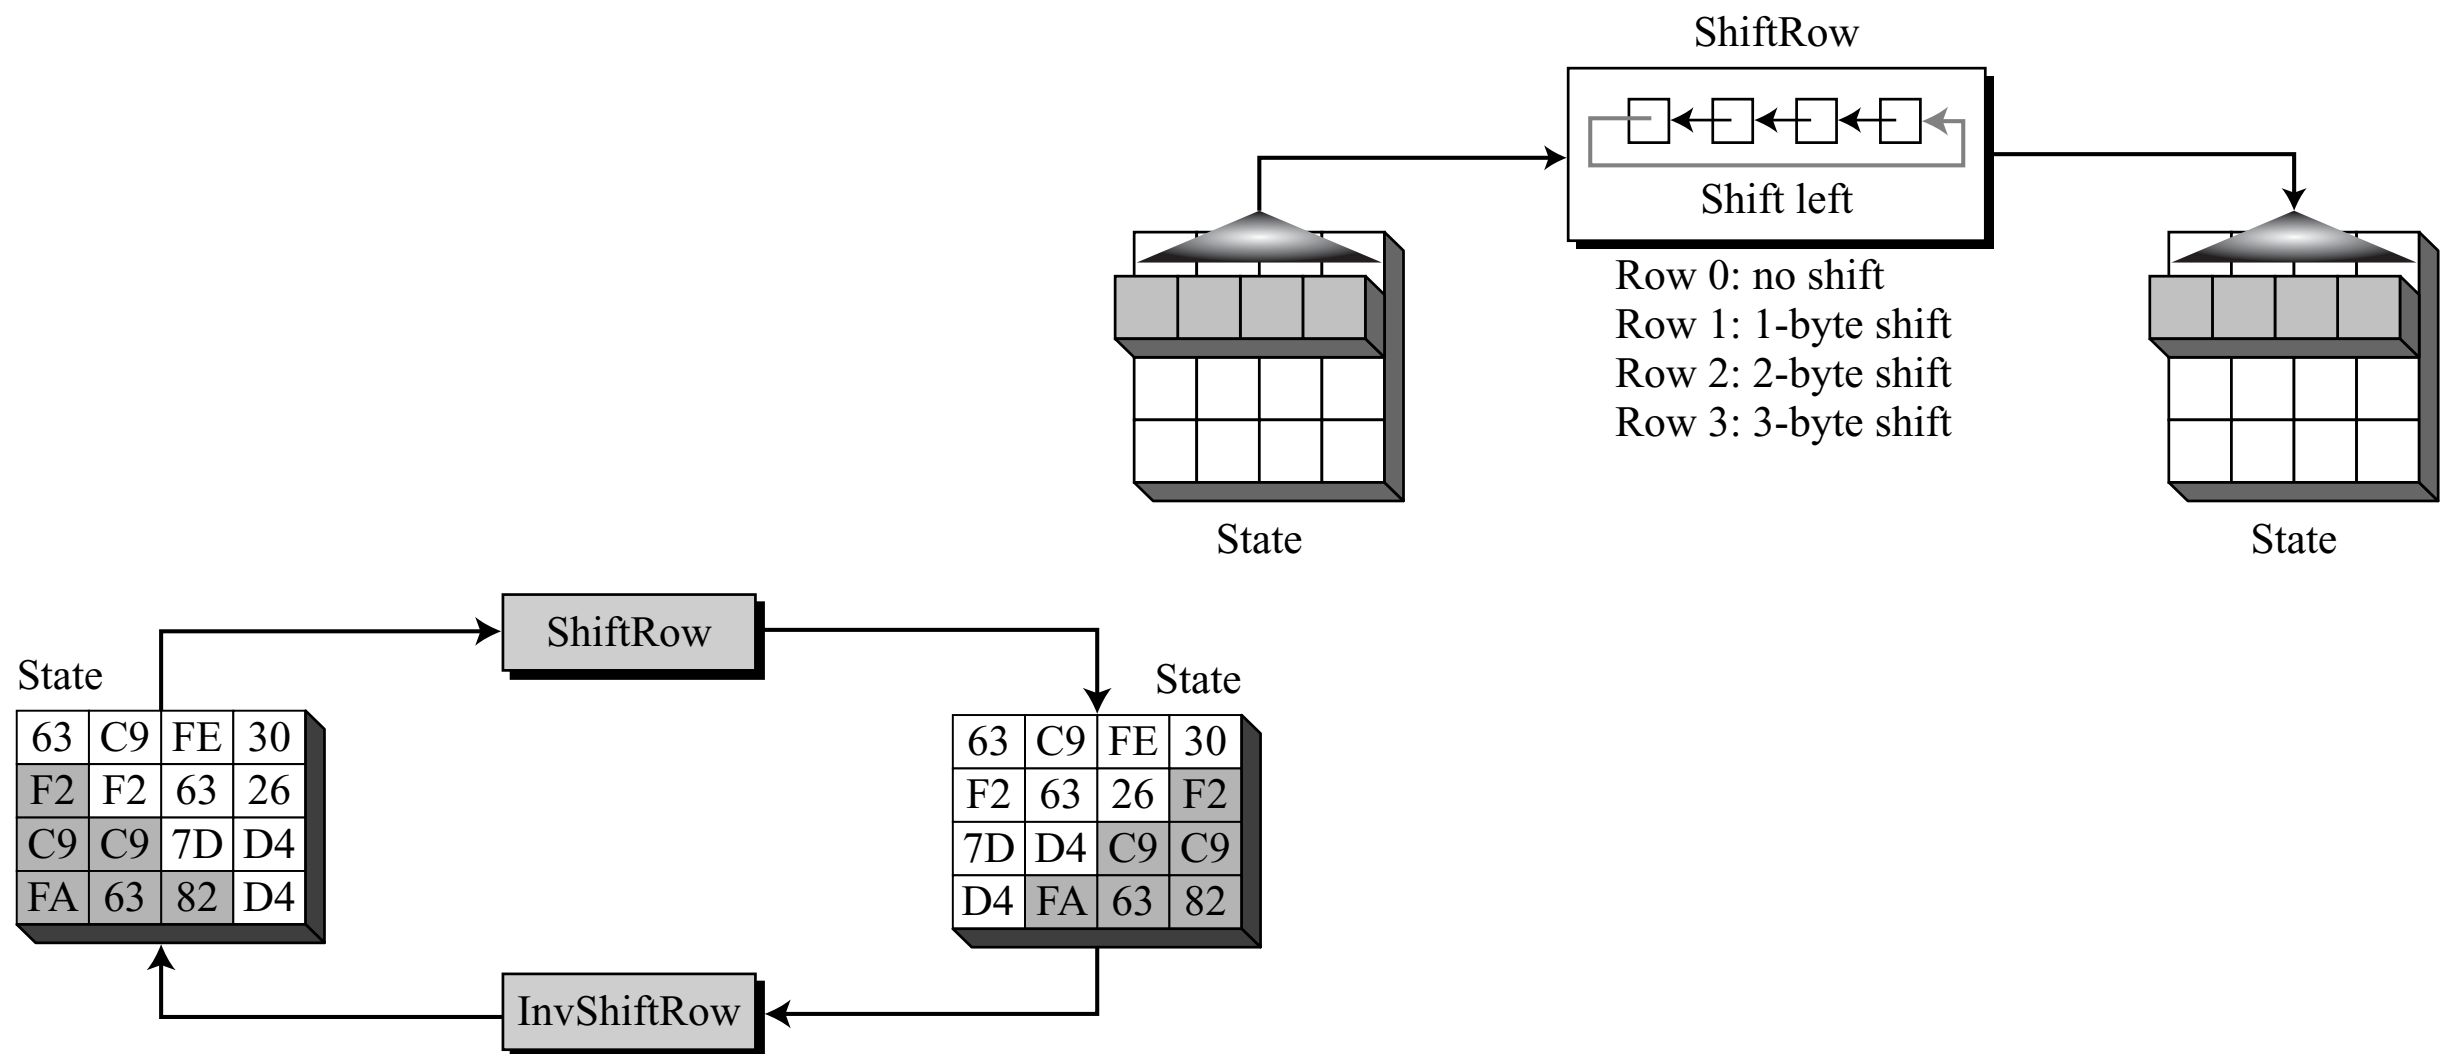 ShiftRow
Shift left
Row 0: no shift
Row 1: 1-byte shift
Row 2: 2-byte shift
Row 3: 3-byte shift
State
State
ShiftRow
State
63 C9 FE 30
F2 F2 63 26
C9 C9 7D D4
FA 63 82 D4
State
63 C9 FE 30
F2 63 26 F2
7D D4 C9 C9
D4 FA 63 82
InvShiftRow